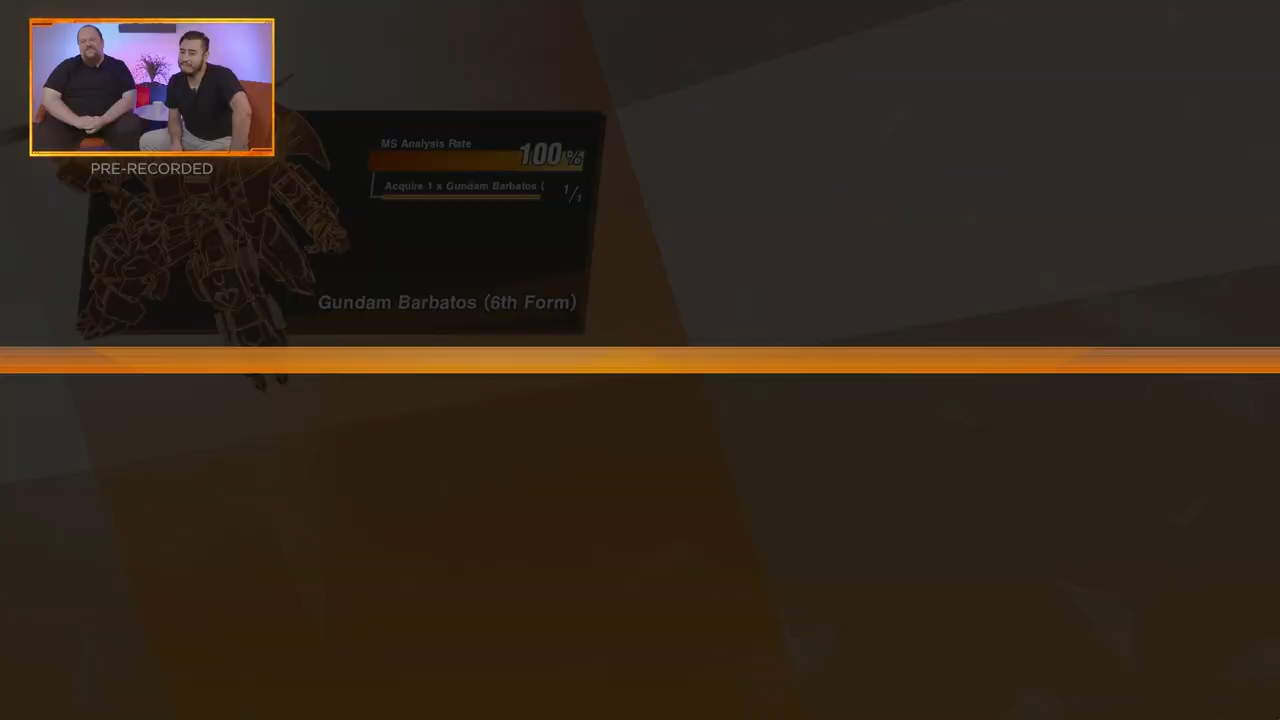 PRE-RECORDED
MS Analysis Rate
100%
Acquire 1 x Gundam Barbatos (
1/1
Gundam Barbatos (6th Form)